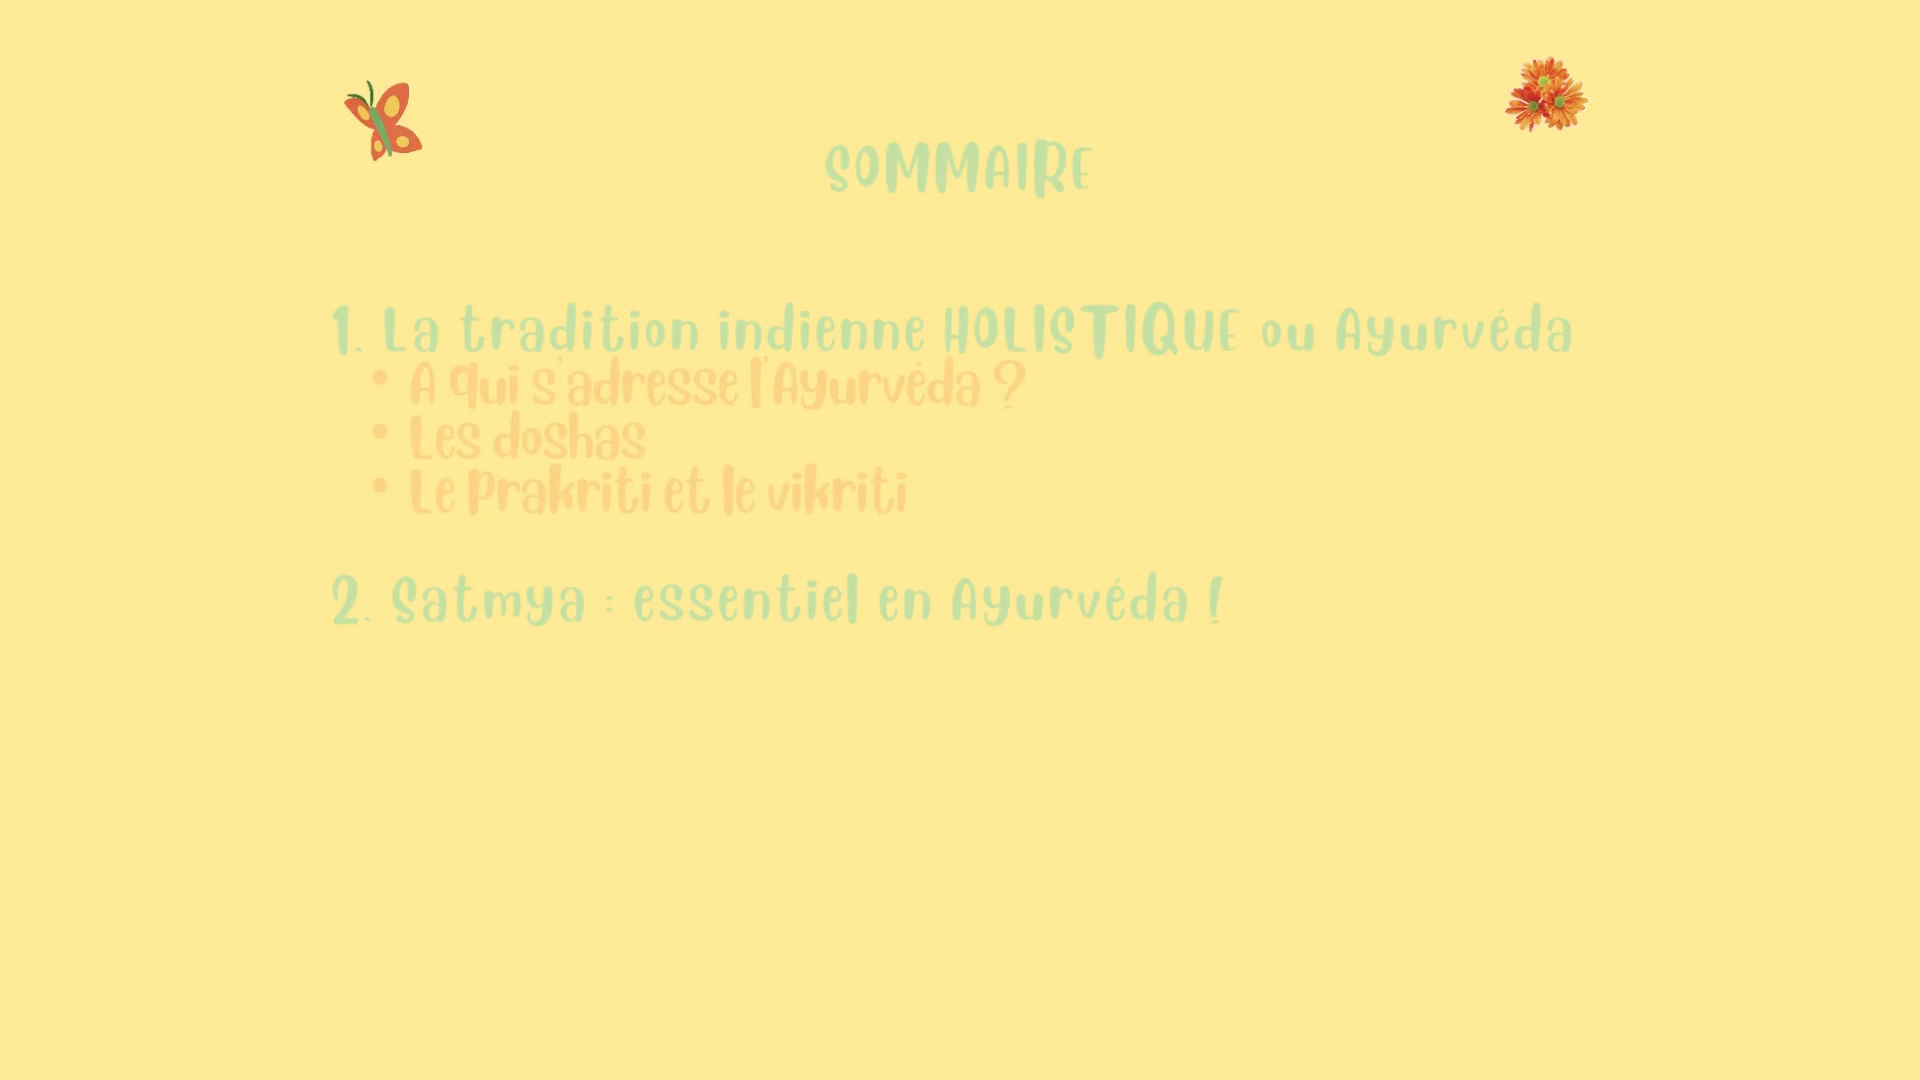 SOMMAIRE
1. La tradition indienne HOLISTIQUE ou Ayurvéda
• A qui s'adresse l'Ayurvéda ?
• Les doshas
• Le Prakriti et le vikriti
2. Satmya : essentiel en Ayurvéda !